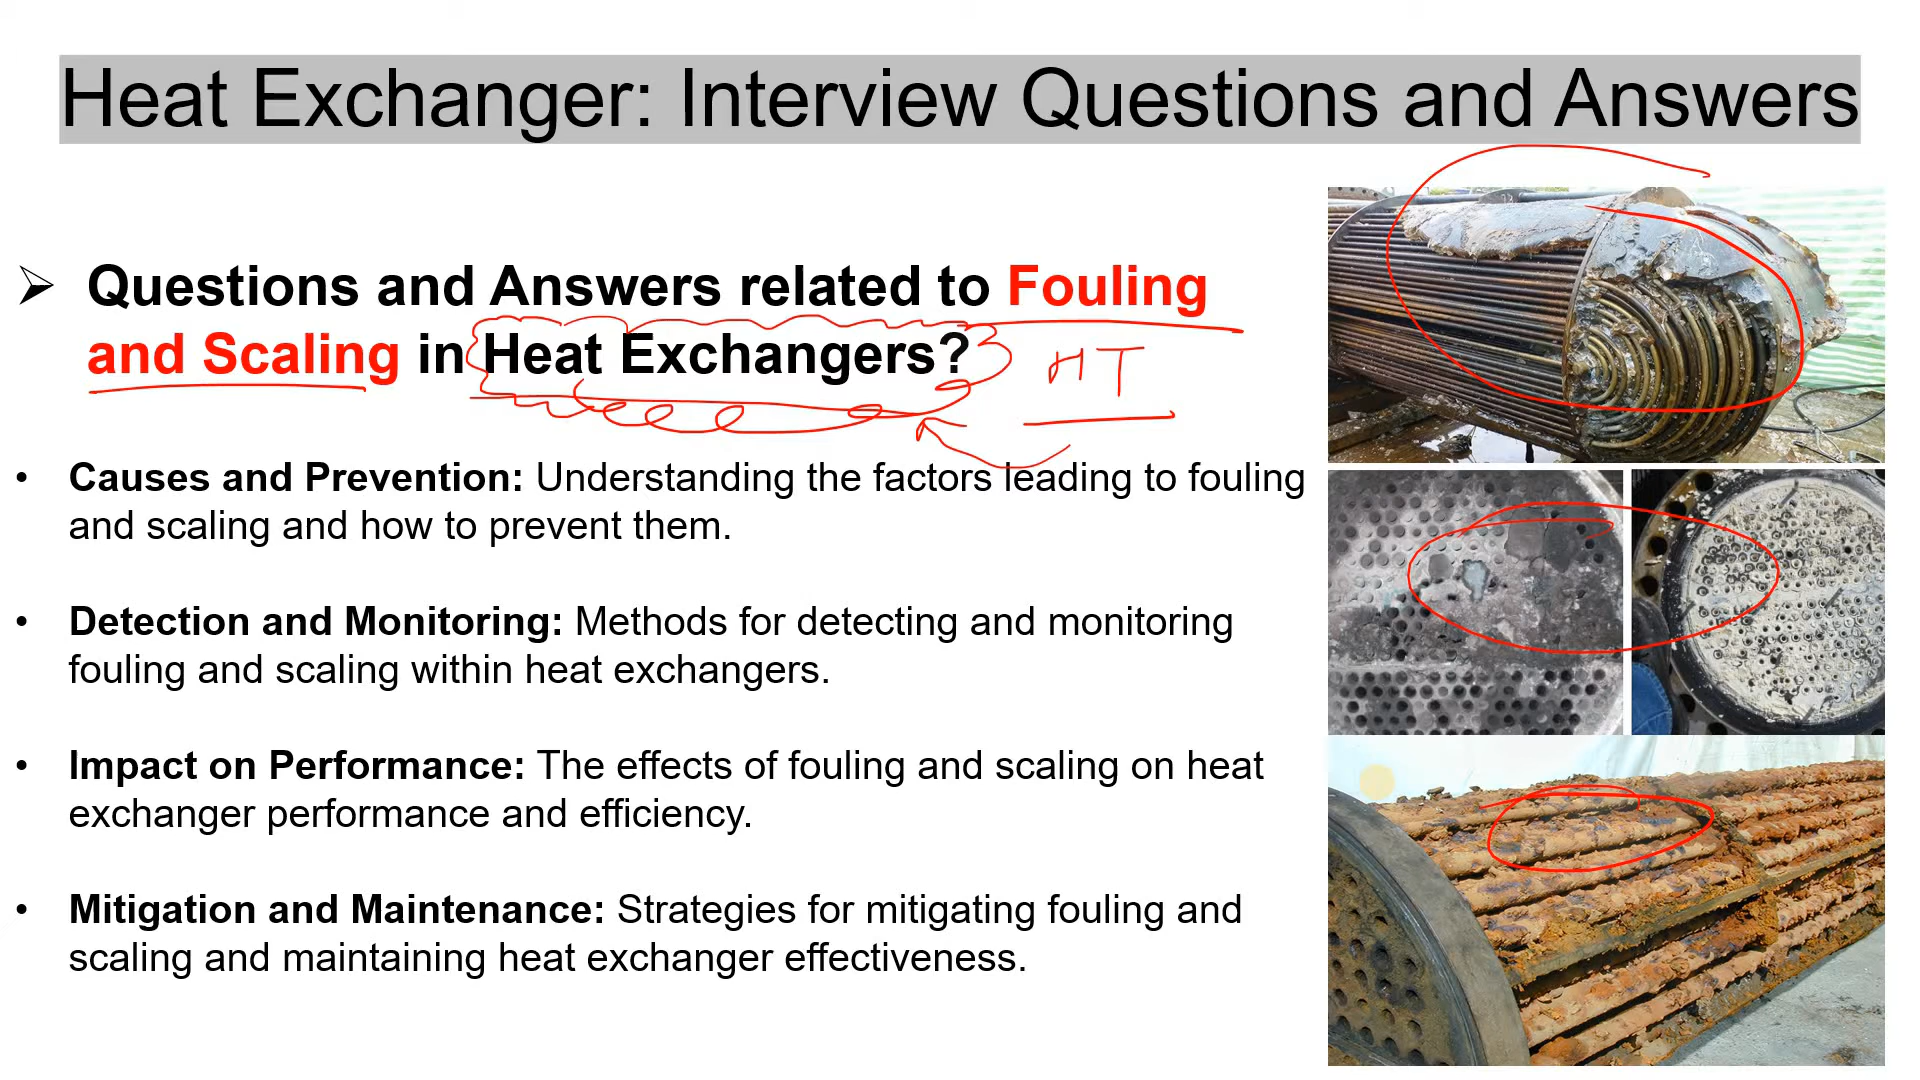 Heat Exchanger: Interview Questions and Answers
➢ Questions and Answers related to Fouling
and Scaling in Heat Exchangers?
HT
• Causes and Prevention: Understanding the factors leading to fouling
and scaling and how to prevent them.
• Detection and Monitoring: Methods for detecting and monitoring
fouling and scaling within heat exchangers.
• Impact on Performance: The effects of fouling and scaling on heat
exchanger performance and efficiency.
• Mitigation and Maintenance: Strategies for mitigating fouling and
scaling and maintaining heat exchanger effectiveness.